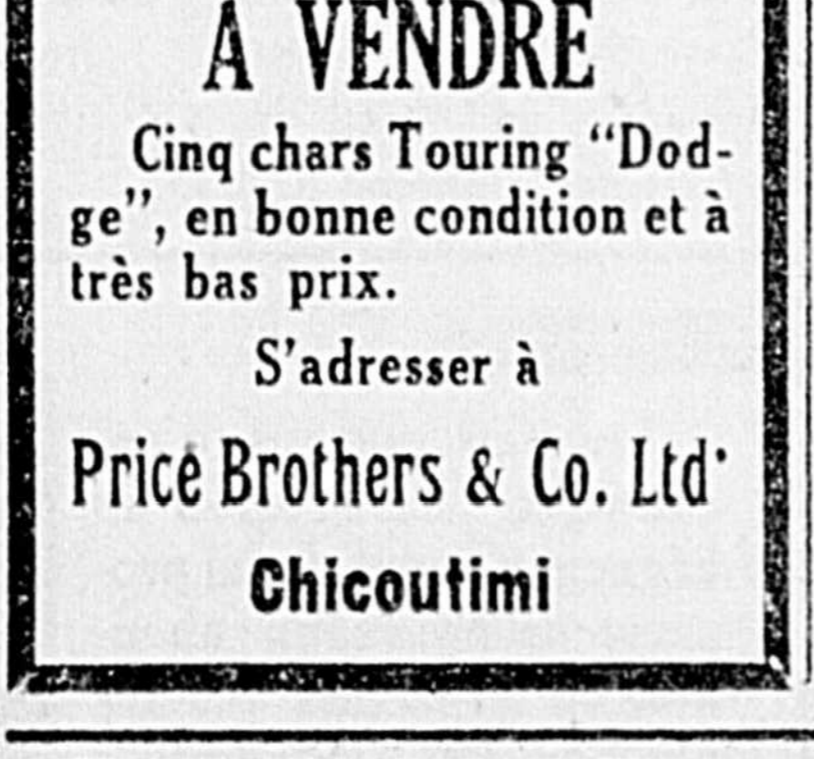 A VENDRE
Cinq chars Touring "Dod-
ge", en bonne condition et à
très bas prix.
S'adresser à
Price Brothers & Co. Ltd.
Chicoutimi